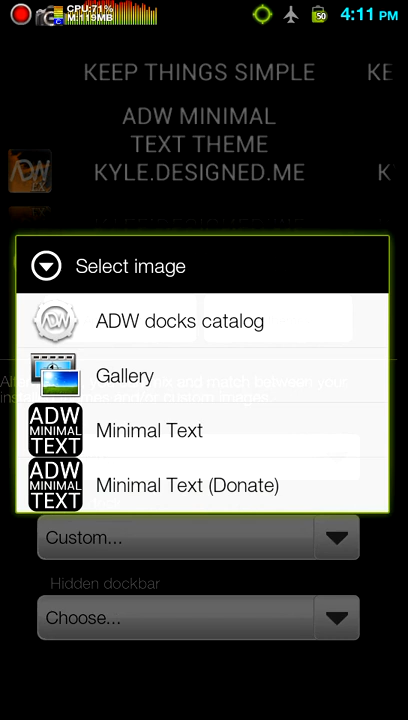 CPU:71%
M:119MB
50
4:11 PM
KEEP THINGS SIMPLE
KE
ADW MINIMAL
TEXT THEME
KYLE.DESIGNED.ME
K
ADW
EX
Select image
ADW docks catalog
ADW
Gallery
ADW
MINIMAL
TEXT
Minimal Text
ADW
MINIMAL
TEXT
Minimal Text (Donate)
Custom...
Hidden dockbar
Choose...